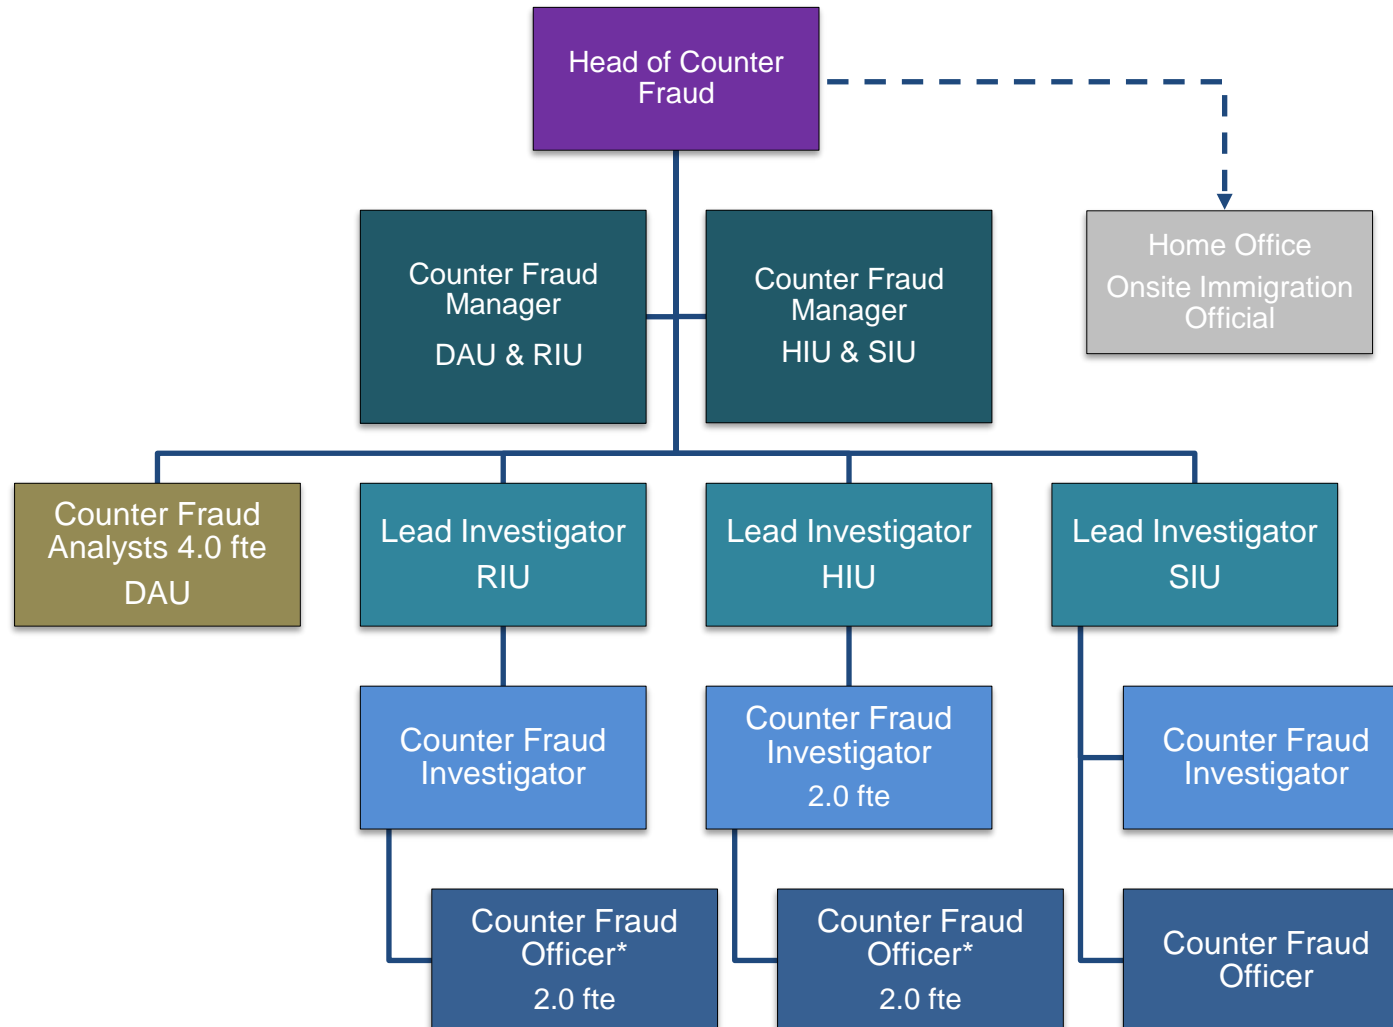 Head of Counter
Fraud
Counter Fraud
Manager
DAU & RIU
Counter Fraud
Manager
HIU & SIU
Home Office
Onsite Immigration
Official
Counter Fraud
Analysts 4.0 fte
DAU
Lead Investigator
RIU
Lead Investigator
HIU
Lead Investigator
SIU
Counter Fraud
Investigator
Counter Fraud
Investigator
2.0 fte
Counter Fraud
Investigator
Counter Fraud
Officer*
2.0 fte
Counter Fraud
Officer*
2.0 fte
Counter Fraud
Officer